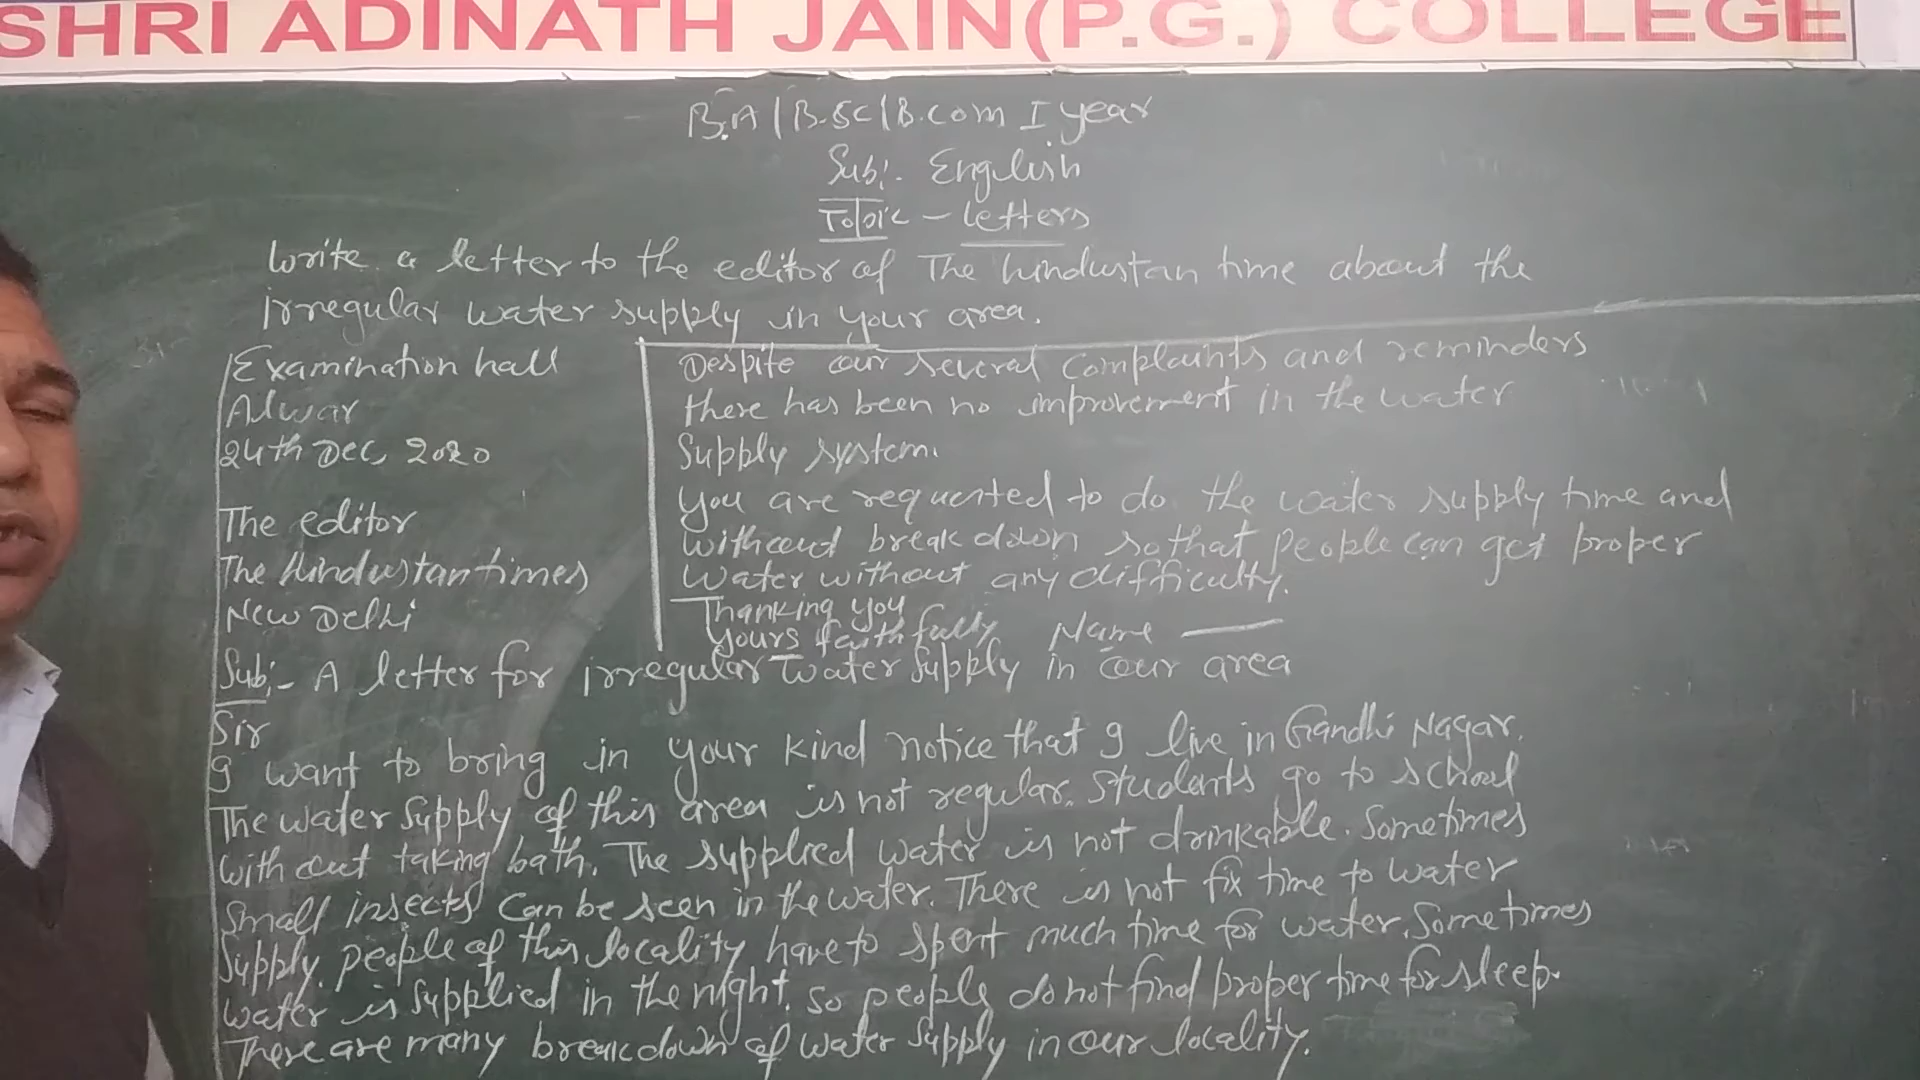 SHRI ADINATH JAIN(P.G.) COLLEGE
B.A | B.Sc | B.com I year
Sub:- English
Topic - letters
Write a letter to the editor of The hindustan time about the
irregular water supply in your area.
Examination hall
Alwar
24th Dec, 2020
The editor
The Hindustan times
New Delhi
Sub:- A letter for irregular water supply in our area
Sir
I want to bring in your kind notice that I live in Gandhi Nagar.
The water supply of this area is not regular. Students go to school
without taking bath. The supplied water is not drinkable. Sometimes
small insects can be seen in the water. There is not fix time to water
supply. people of this locality have to spent much time for water. Sometimes
water is supplied in the night. so people do not find proper time for sleep.
There are many breakdown of water supply in our locality.
Despite our several complaints and reminders
there has been no improvement in the water
supply system.
you are requested to do the water supply time and
without break down so that people can get proper
water without any difficulty.
Thanking you
yours faithfully Name —